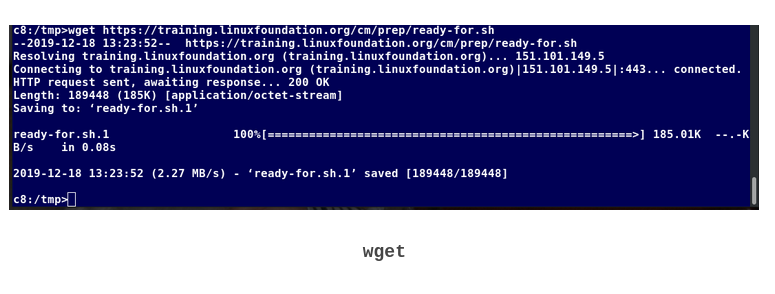 c8:/tmp>wget https://training.linuxfoundation.org/cm/prep/ready-for.sh
--2019-12-18 13:23:52--  https://training.linuxfoundation.org/cm/prep/ready-for.sh
Resolving training.linuxfoundation.org (training.linuxfoundation.org)... 151.101.149.5
Connecting to training.linuxfoundation.org (training.linuxfoundation.org)|151.101.149.5|:443... connected.
HTTP request sent, awaiting response... 200 OK
Length: 189448 (185K) [application/octet-stream]
Saving to: ‘ready-for.sh.1’
ready-for.sh.1                  100%[=====================================================>] 185.01K  --.-K
B/s    in 0.08s
2019-12-18 13:23:52 (2.27 MB/s) - ‘ready-for.sh.1’ saved [189448/189448]
c8:/tmp>
wget